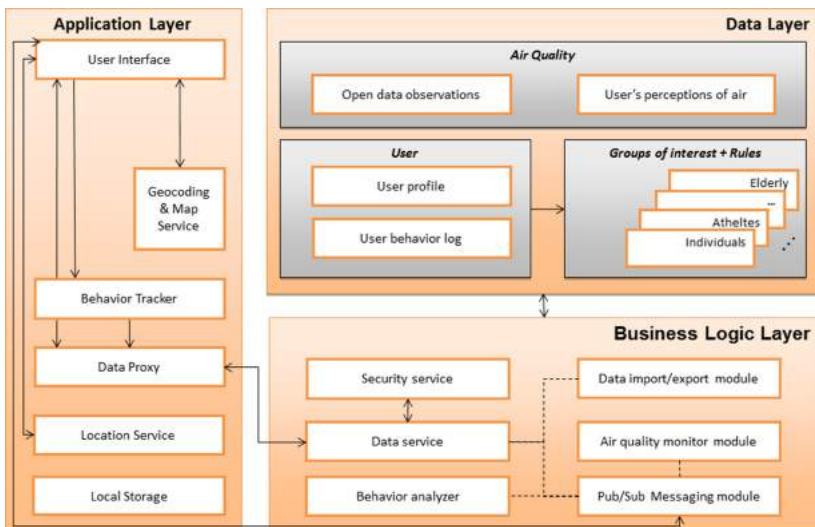 Application Layer
User Interface
Geocoding
& Map
Service
Behavior Tracker
Data Proxy
Location Service
Local Storage
Data Layer
Air Quality
Open data observations
User's perceptions of air
User
User profile
User behavior log
Groups of interest + Rules
Elderly
...
Atheltes
Individuals
Business Logic Layer
Security service
Data service
Behavior analyzer
Data import/export module
Air quality monitor module
Pub/Sub Messaging module